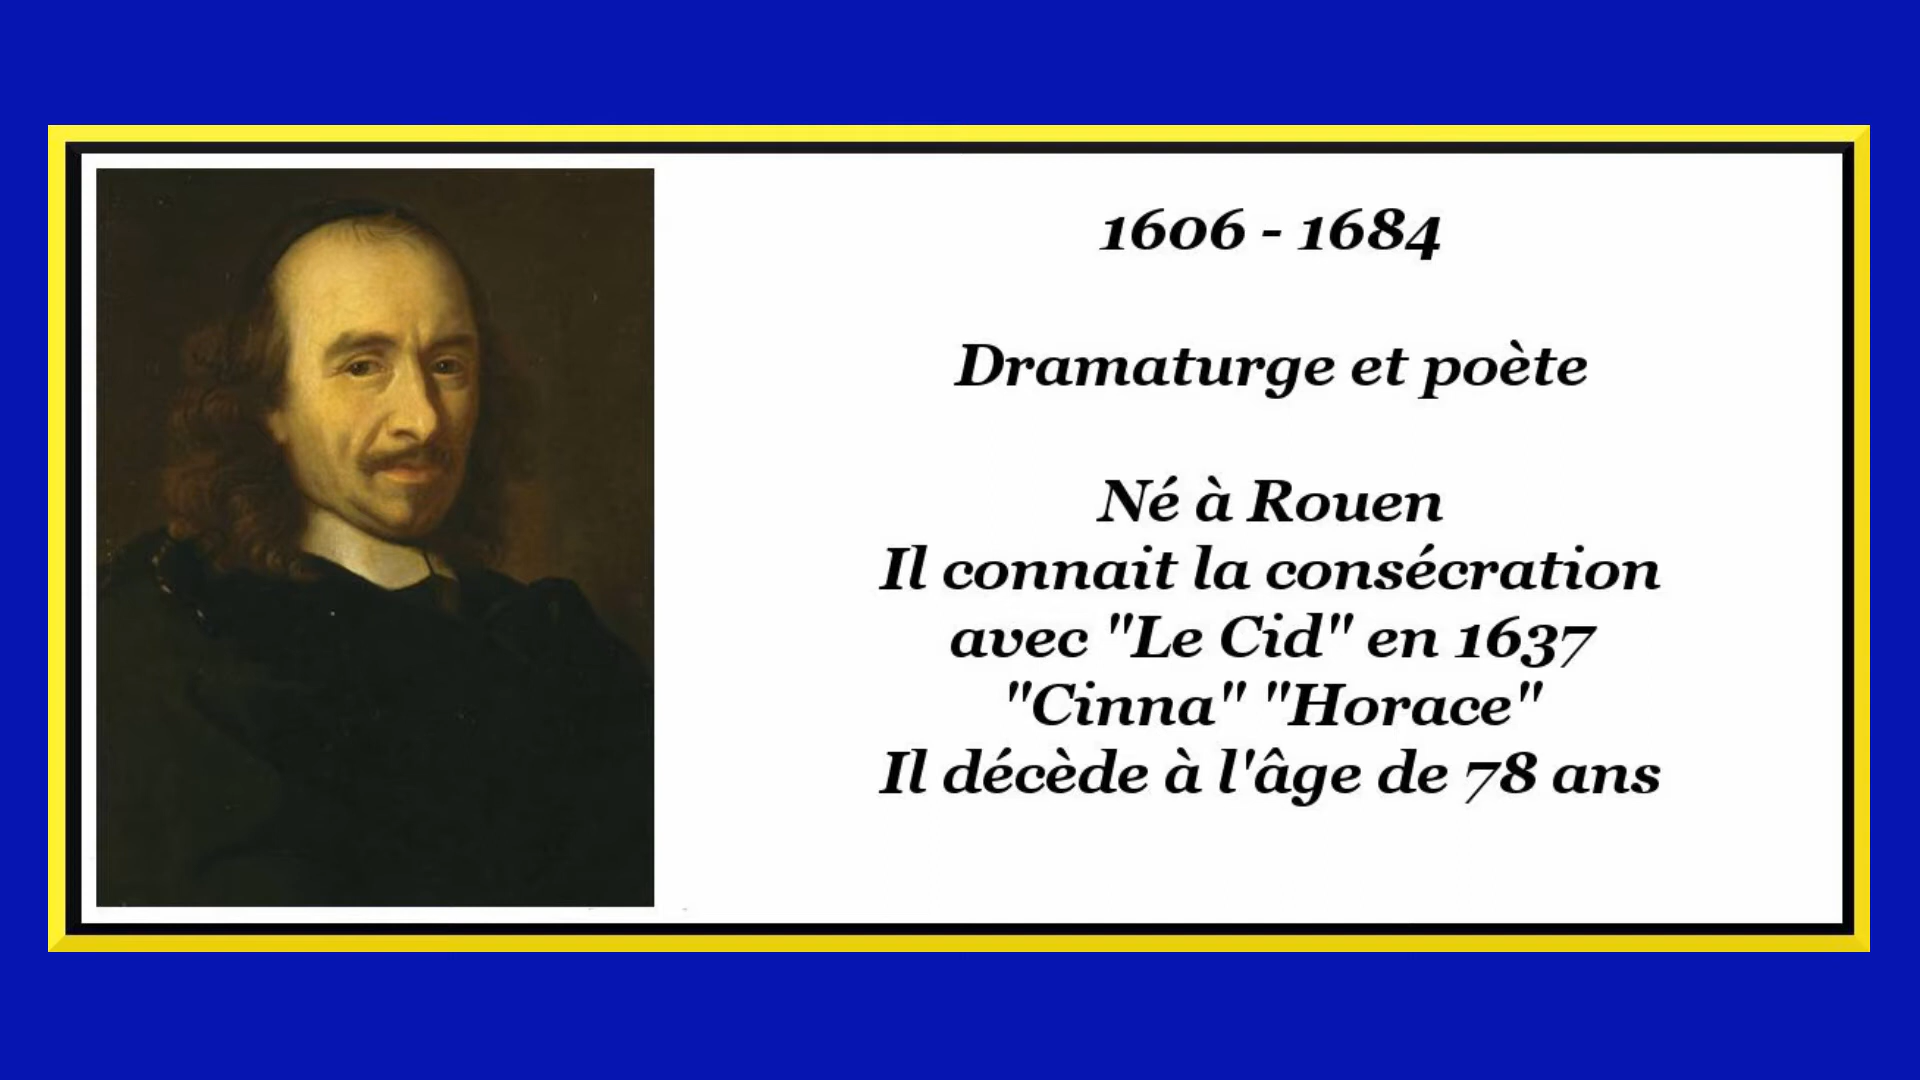 1606 - 1684
Dramaturge et poète
Né à Rouen
Il connait la consécration
avec "Le Cid" en 1637
"Cinna" "Horace"
Il décède à l'âge de 78 ans